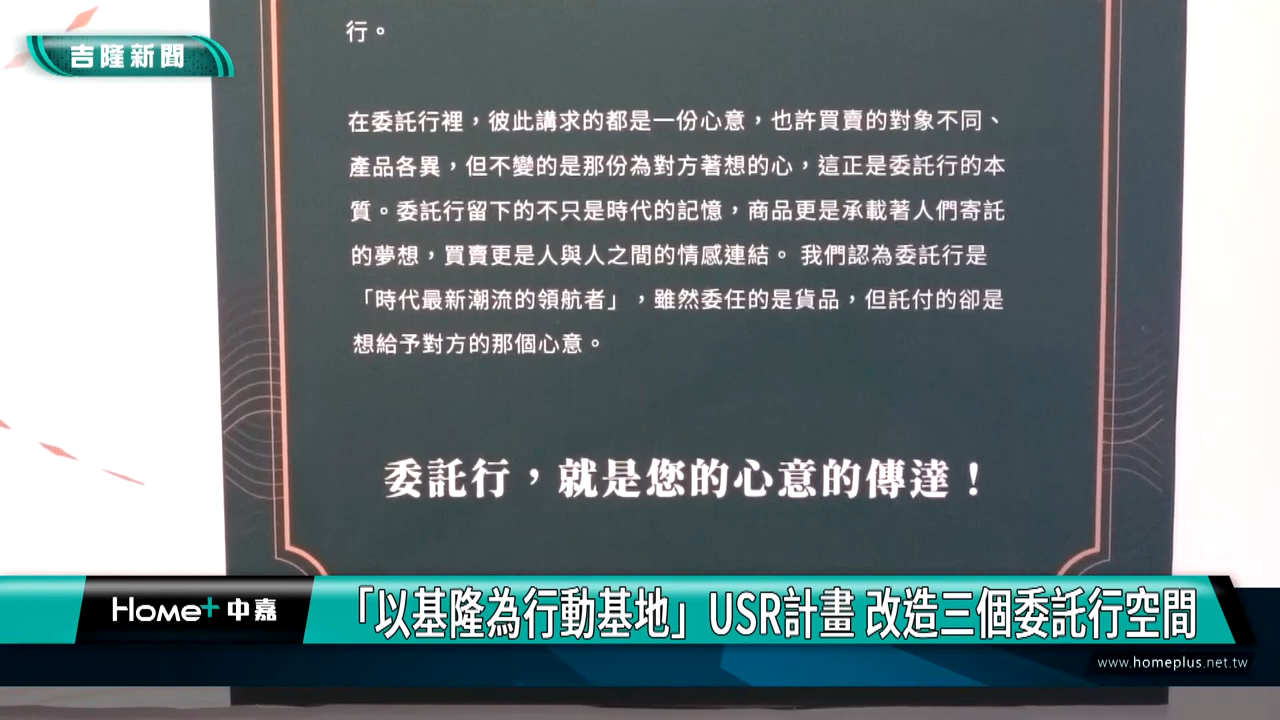 吉隆新聞
行。
在委託行裡，彼此講求的都是一份心意，也許買賣的對象不同、
產品各異，但不變的是那份為對方著想的心，這正是委託行的本
質。委託行留下的不只是時代的記憶，商品更是承載著人們寄託
的夢想，買賣更是人與人之間的情感連結。 我們認為委託行是
「時代最新潮流的領航者」，雖然委任的是貨品，但託付的卻是
想給予對方的那個心意。
委託行，就是您的心意的傳達！
Home+中嘉
「以基隆為行動基地」USR計畫 改造三個委託行空間
www.homeplus.net.tw